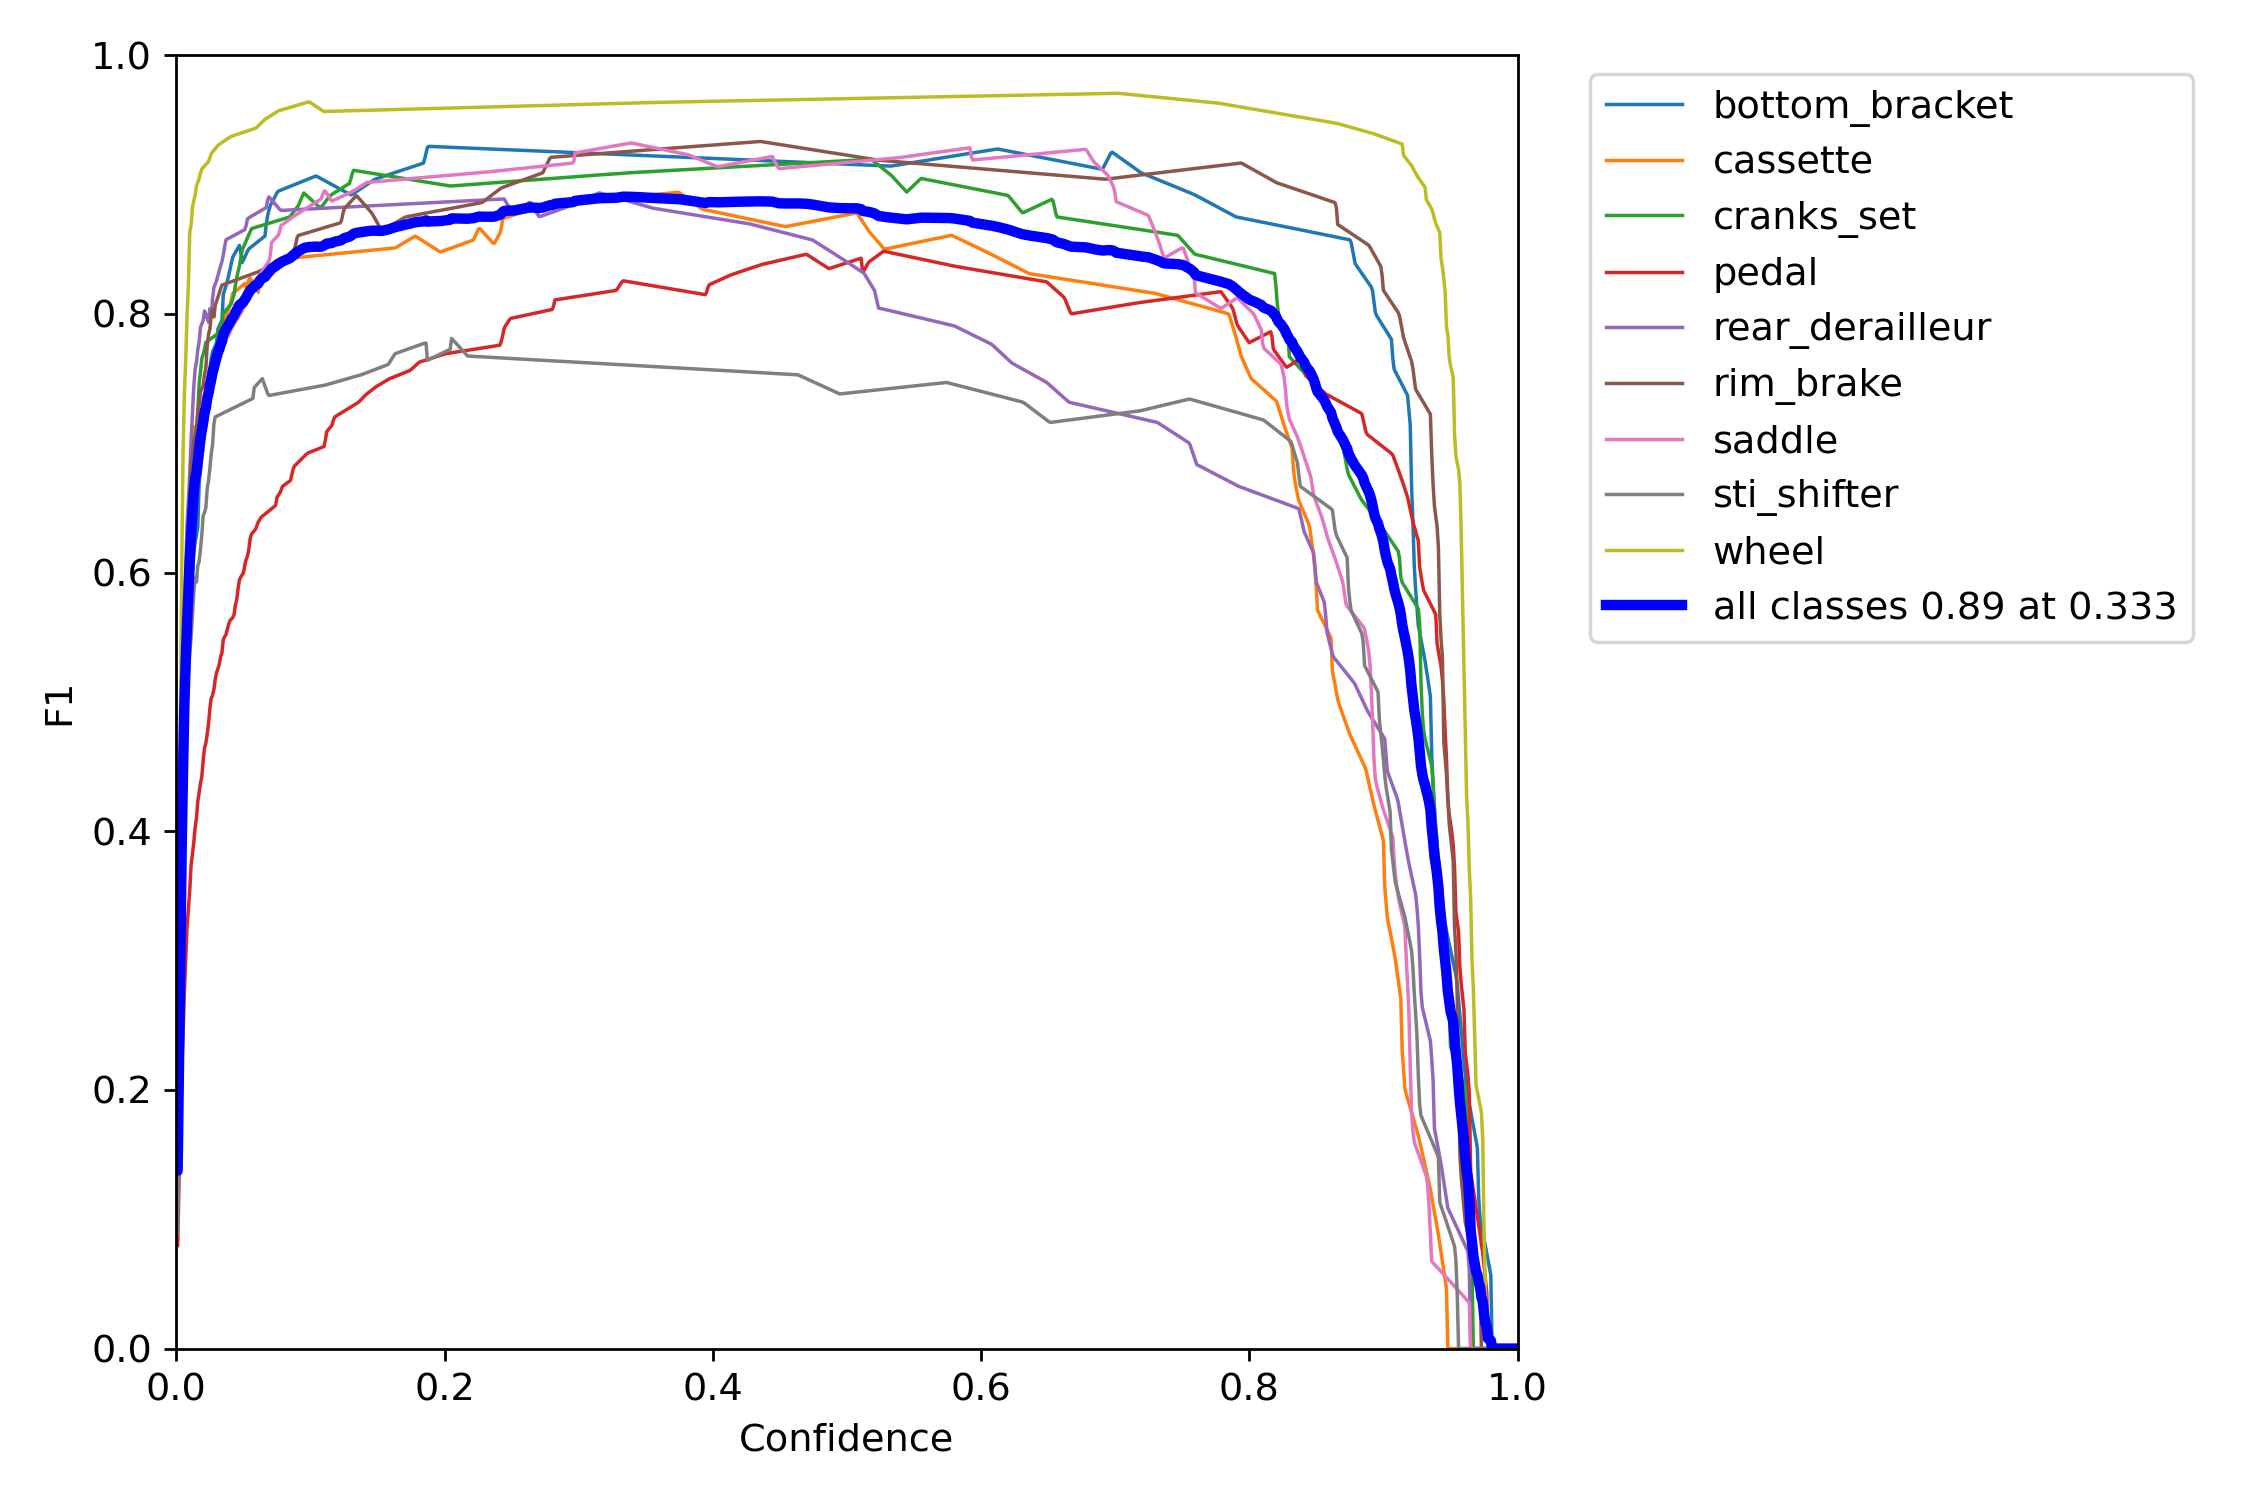 1.0
0.8
0.6
0.4
0.2
0.0
F1
0.0 0.2 0.4 0.6 0.8 1.0
Confidence
bottom_bracket
cassette
cranks_set
pedal
rear_derailleur
rim_brake
saddle
sti_shifter
wheel
all classes 0.89 at 0.333